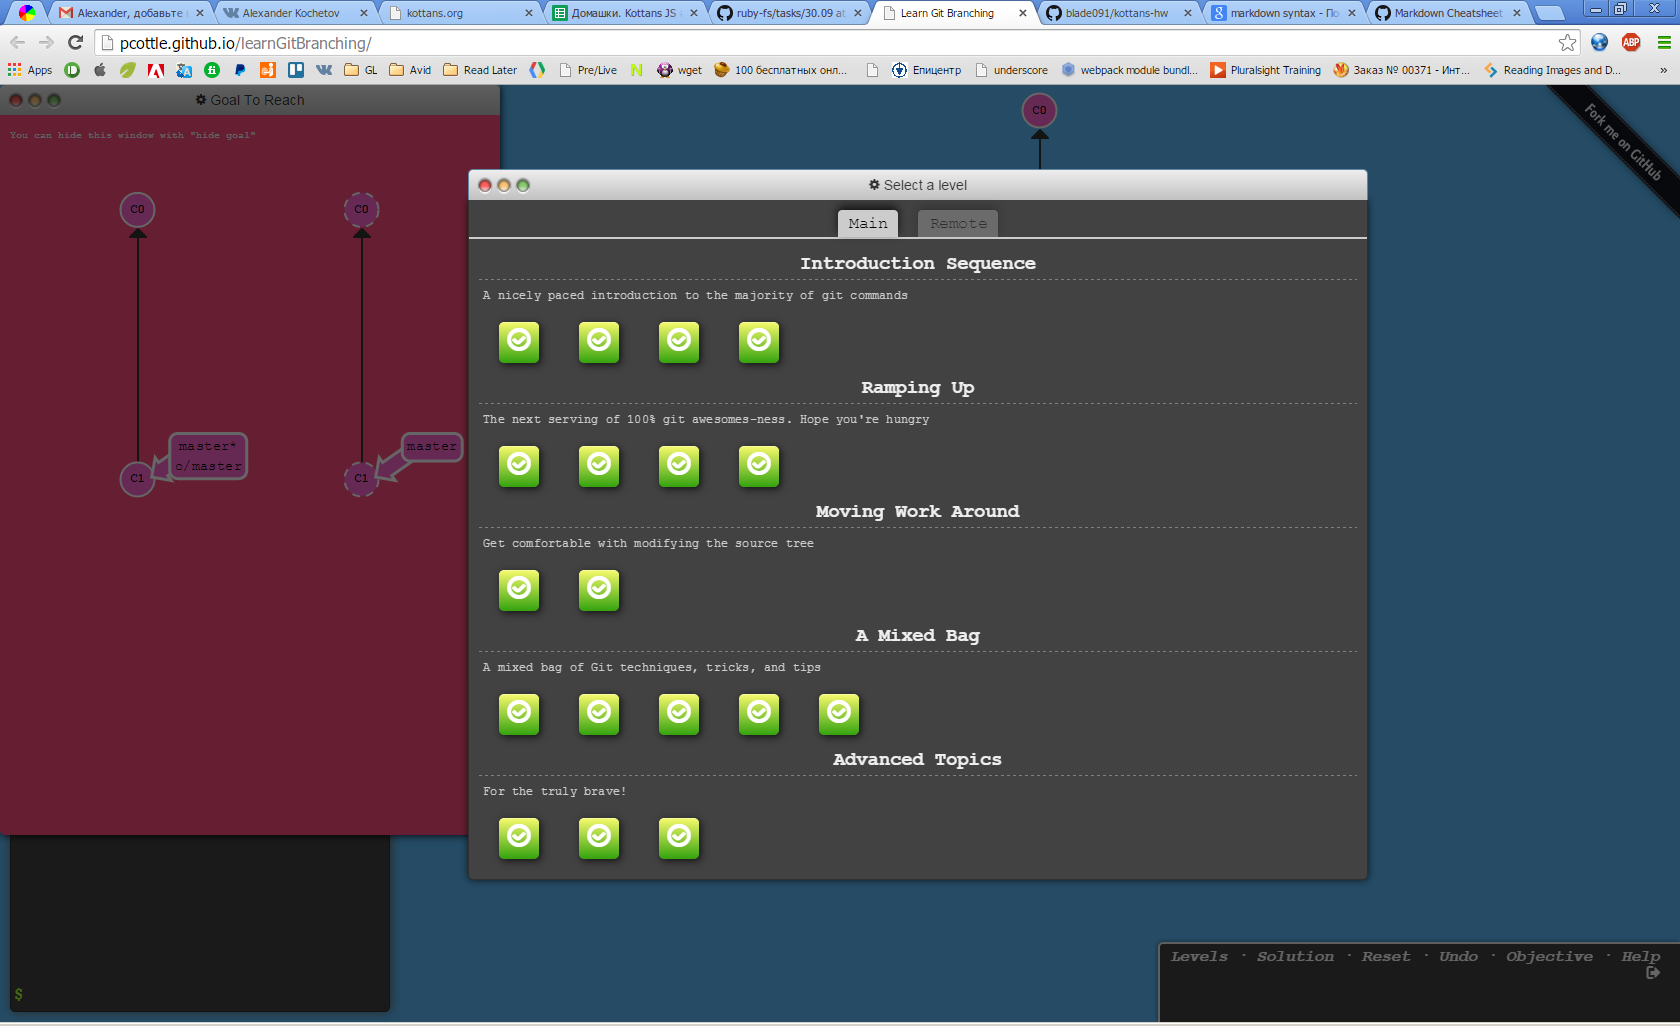 Alexander, добавьте
Alexander Kochetov
kottans.org
Домашки. Kottans JS
ruby-fs/tasks/30.09 at
Learn Git Branching
blade091/kottans-hw
markdown syntax - По
Markdown Cheatsheet
pcottle.github.io/learnGitBranching/
ABP
Apps
GL
Avid
Read Later
Pre/Live
wget
100 бесплатных онл...
Епицентр
underscore
webpack module bundl...
Pluralsight Training
Заказ № 00371 - Инт...
Reading Images and D...
»
Goal To Reach
You can hide this window with "hide goal"
C0
C0
master*
o/master
master
C1
C1
C0
Fork me on GitHub
Select a level
Main
Remote
Introduction Sequence
A nicely paced introduction to the majority of git commands
Ramping Up
The next serving of 100% git awesomes-ness. Hope you're hungry
Moving Work Around
Get comfortable with modifying the source tree
A Mixed Bag
A mixed bag of Git techniques, tricks, and tips
Advanced Topics
For the truly brave!
$
Levels · Solution · Reset · Undo · Objective · Help